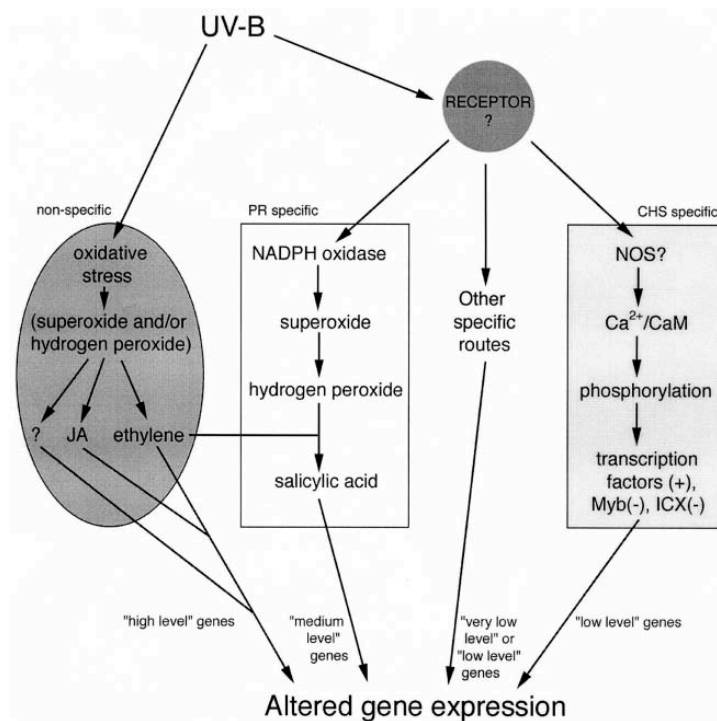 UV-B
RECEPTOR
?
non-specific
PR specific
CHS specific
oxidative
stress
(superoxide and/or
hydrogen peroxide)
?
JA
ethylene
NADPH oxidase
superoxide
hydrogen peroxide
salicylic acid
Other
specific
routes
NOS?
Ca²⁺/CaM
phosphorylation
transcription
factors (+),
Myb(-), ICX(-)
"high level" genes
"medium
level"
genes
"very low
level" or
"low level"
genes
"low level" genes
Altered gene expression